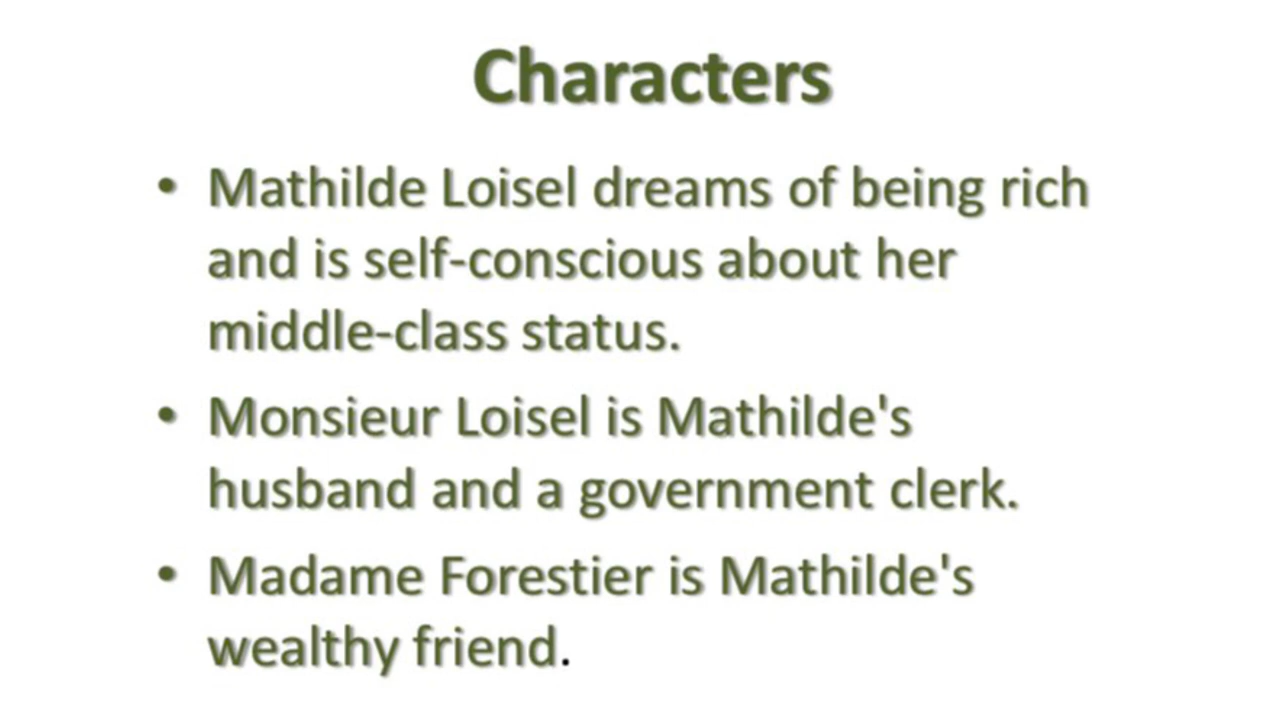 Characters
• Mathilde Loisel dreams of being rich
and is self-conscious about her
middle-class status.
• Monsieur Loisel is Mathilde's
husband and a government clerk.
• Madame Forestier is Mathilde's
wealthy friend.